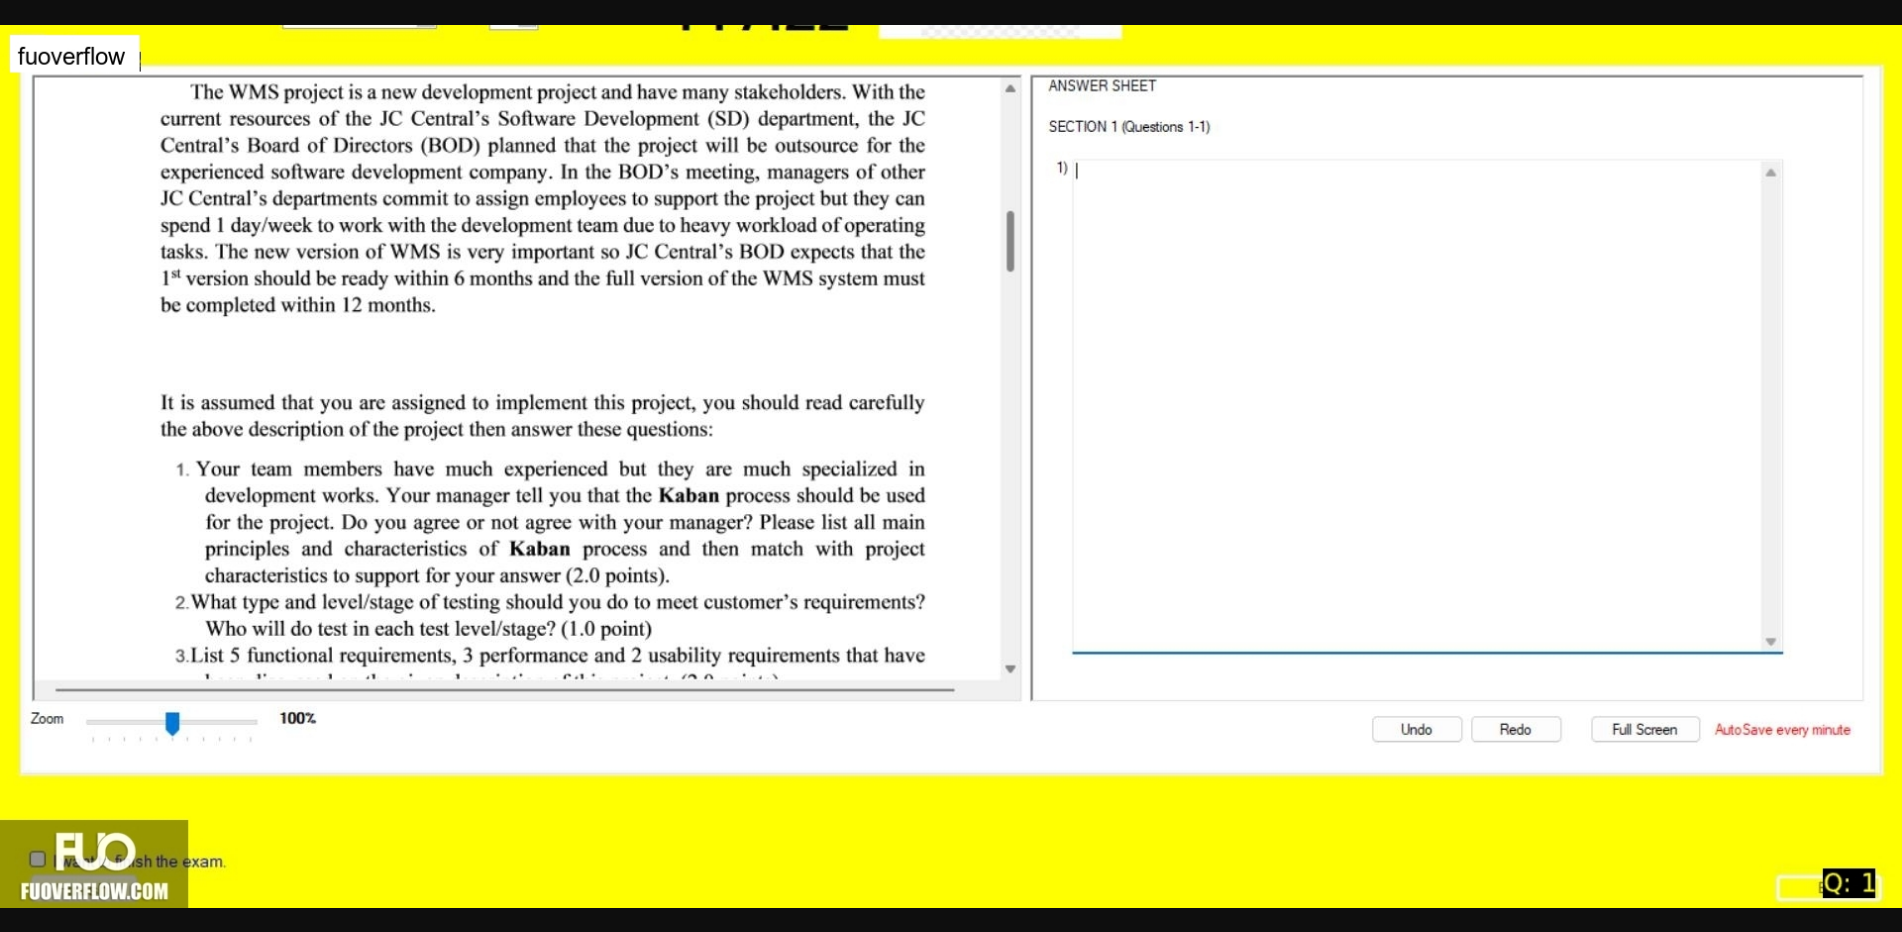 fuoverflow
The WMS project is a new development project and have many stakeholders. With the
current resources of the JC Central's Software Development (SD) department, the JC
Central's Board of Directors (BOD) planned that the project will be outsource for the
experienced software development company. In the BOD's meeting, managers of other
JC Central's departments commit to assign employees to support the project but they can
spend 1 day/week to work with the development team due to heavy workload of operating
tasks. The new version of WMS is very important so JC Central's BOD expects that the
1st version should be ready within 6 months and the full version of the WMS system must
be completed within 12 months.
It is assumed that you are assigned to implement this project, you should read carefully
the above description of the project then answer these questions:
1. Your team members have much experienced but they are much specialized in
development works. Your manager tell you that the Kaban process should be used
for the project. Do you agree or not agree with your manager? Please list all main
principles and characteristics of Kaban process and then match with project
characteristics to support for your answer (2.0 points).
2.What type and level/stage of testing should you do to meet customer's requirements?
Who will do test in each test level/stage? (1.0 point)
3.List 5 functional requirements, 3 performance and 2 usability requirements that have
ANSWER SHEET
SECTION 1 (Questions 1-1)
1)
Zoom
100%
Undo
Redo
Full Screen
AutoSave every minute
FUO
finish the exam.
FUOVERFLOW.COM
Q: 1